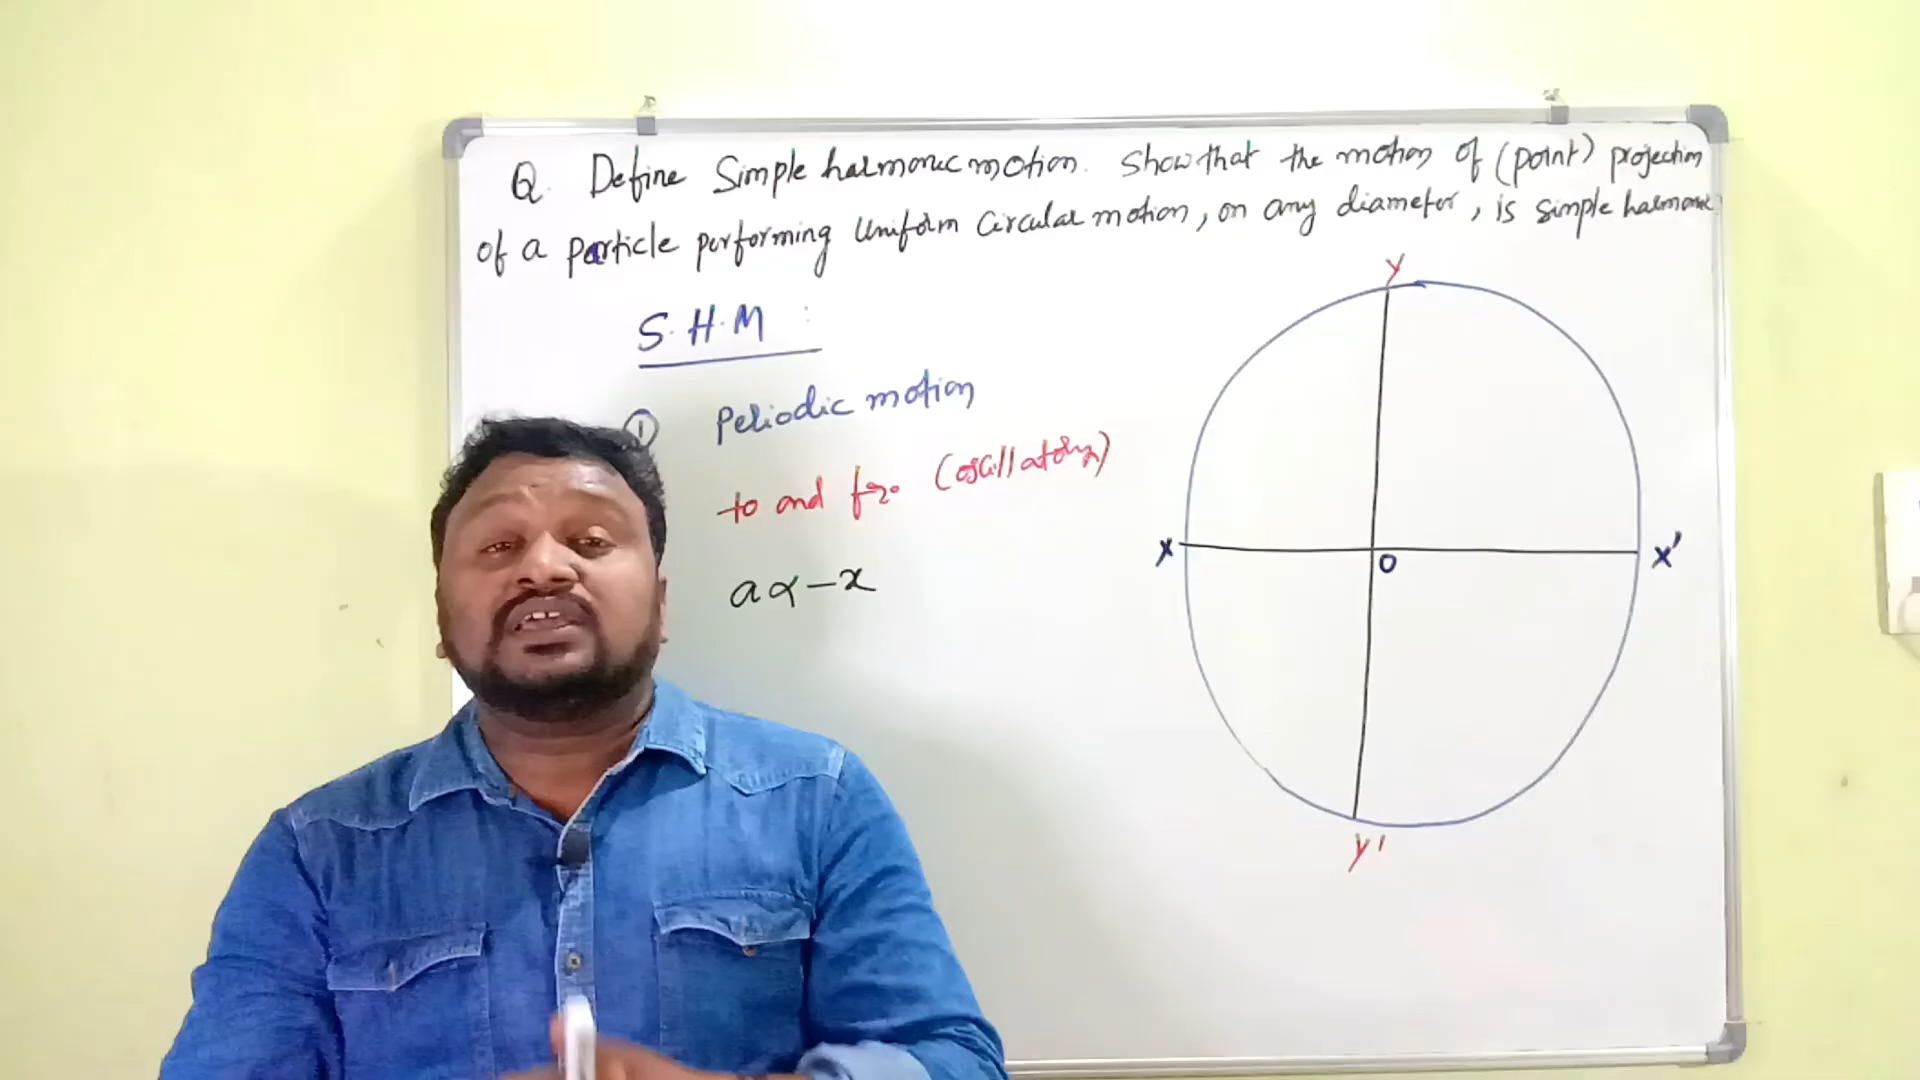 Q. Define Simple harmonic motion. Show that the motion of (point) projection
of a particle performing Uniform Circular motion, on any diameter, is simple harmonic
S.H.M :
① Periodic motion
to and fro (oscillatory)
a α – x
Y
X
O
X'
Y'